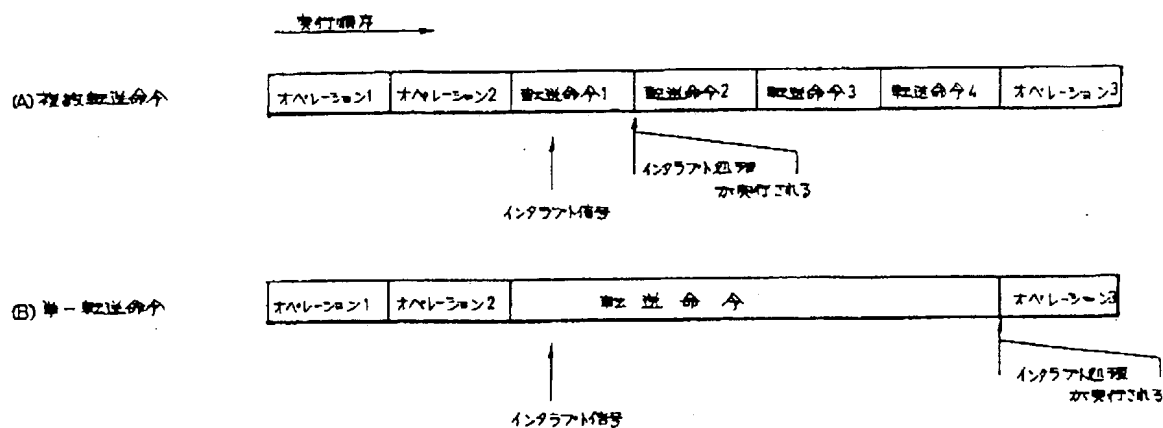 実行順序
(A) 複数転送命令
オペレーション1 オペレーション2 転送命令1 転送命令2 転送命令3 転送命令4 オペレーション3
インタラプト処理
が実行される
インタラプト信号
(B) 単一転送命令
オペレーション1 オペレーション2 転送命令 オペレーション3
インタラプト処理
が実行される
インタラプト信号